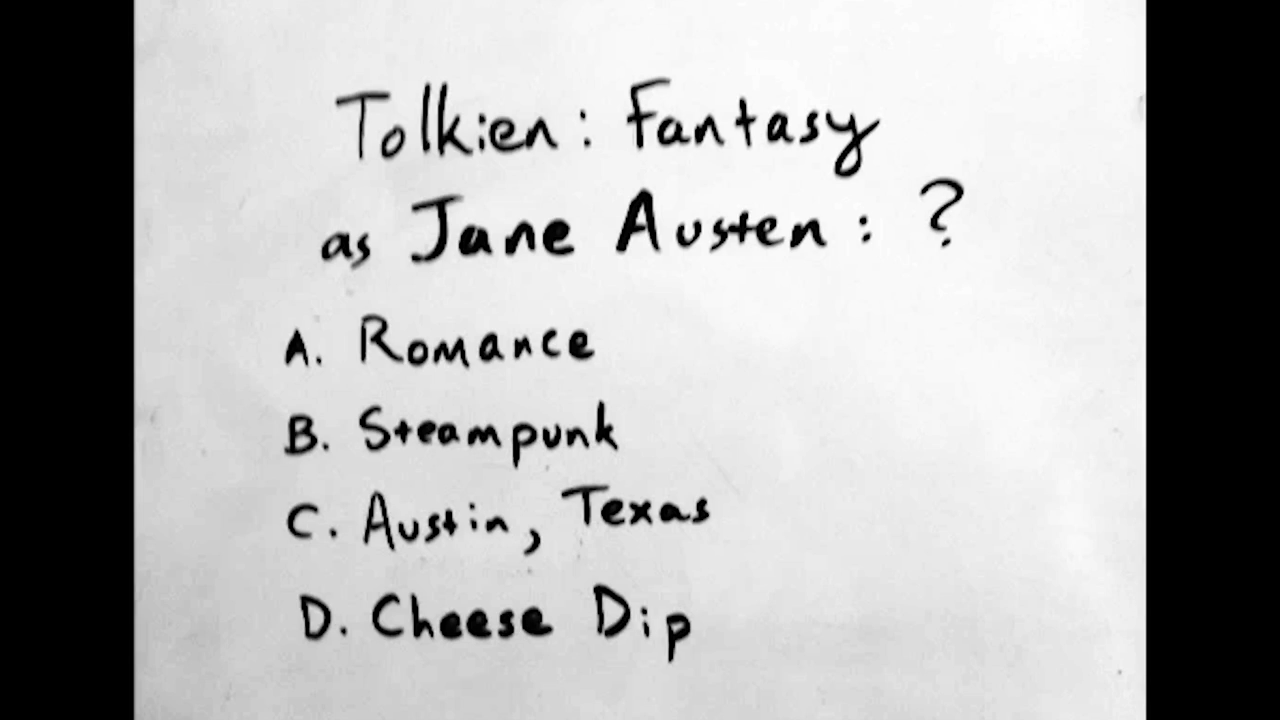 Tolkien: Fantasy
as Jane Austen: ?
A. Romance
B. Steampunk
C. Austin, Texas
D. Cheese Dip